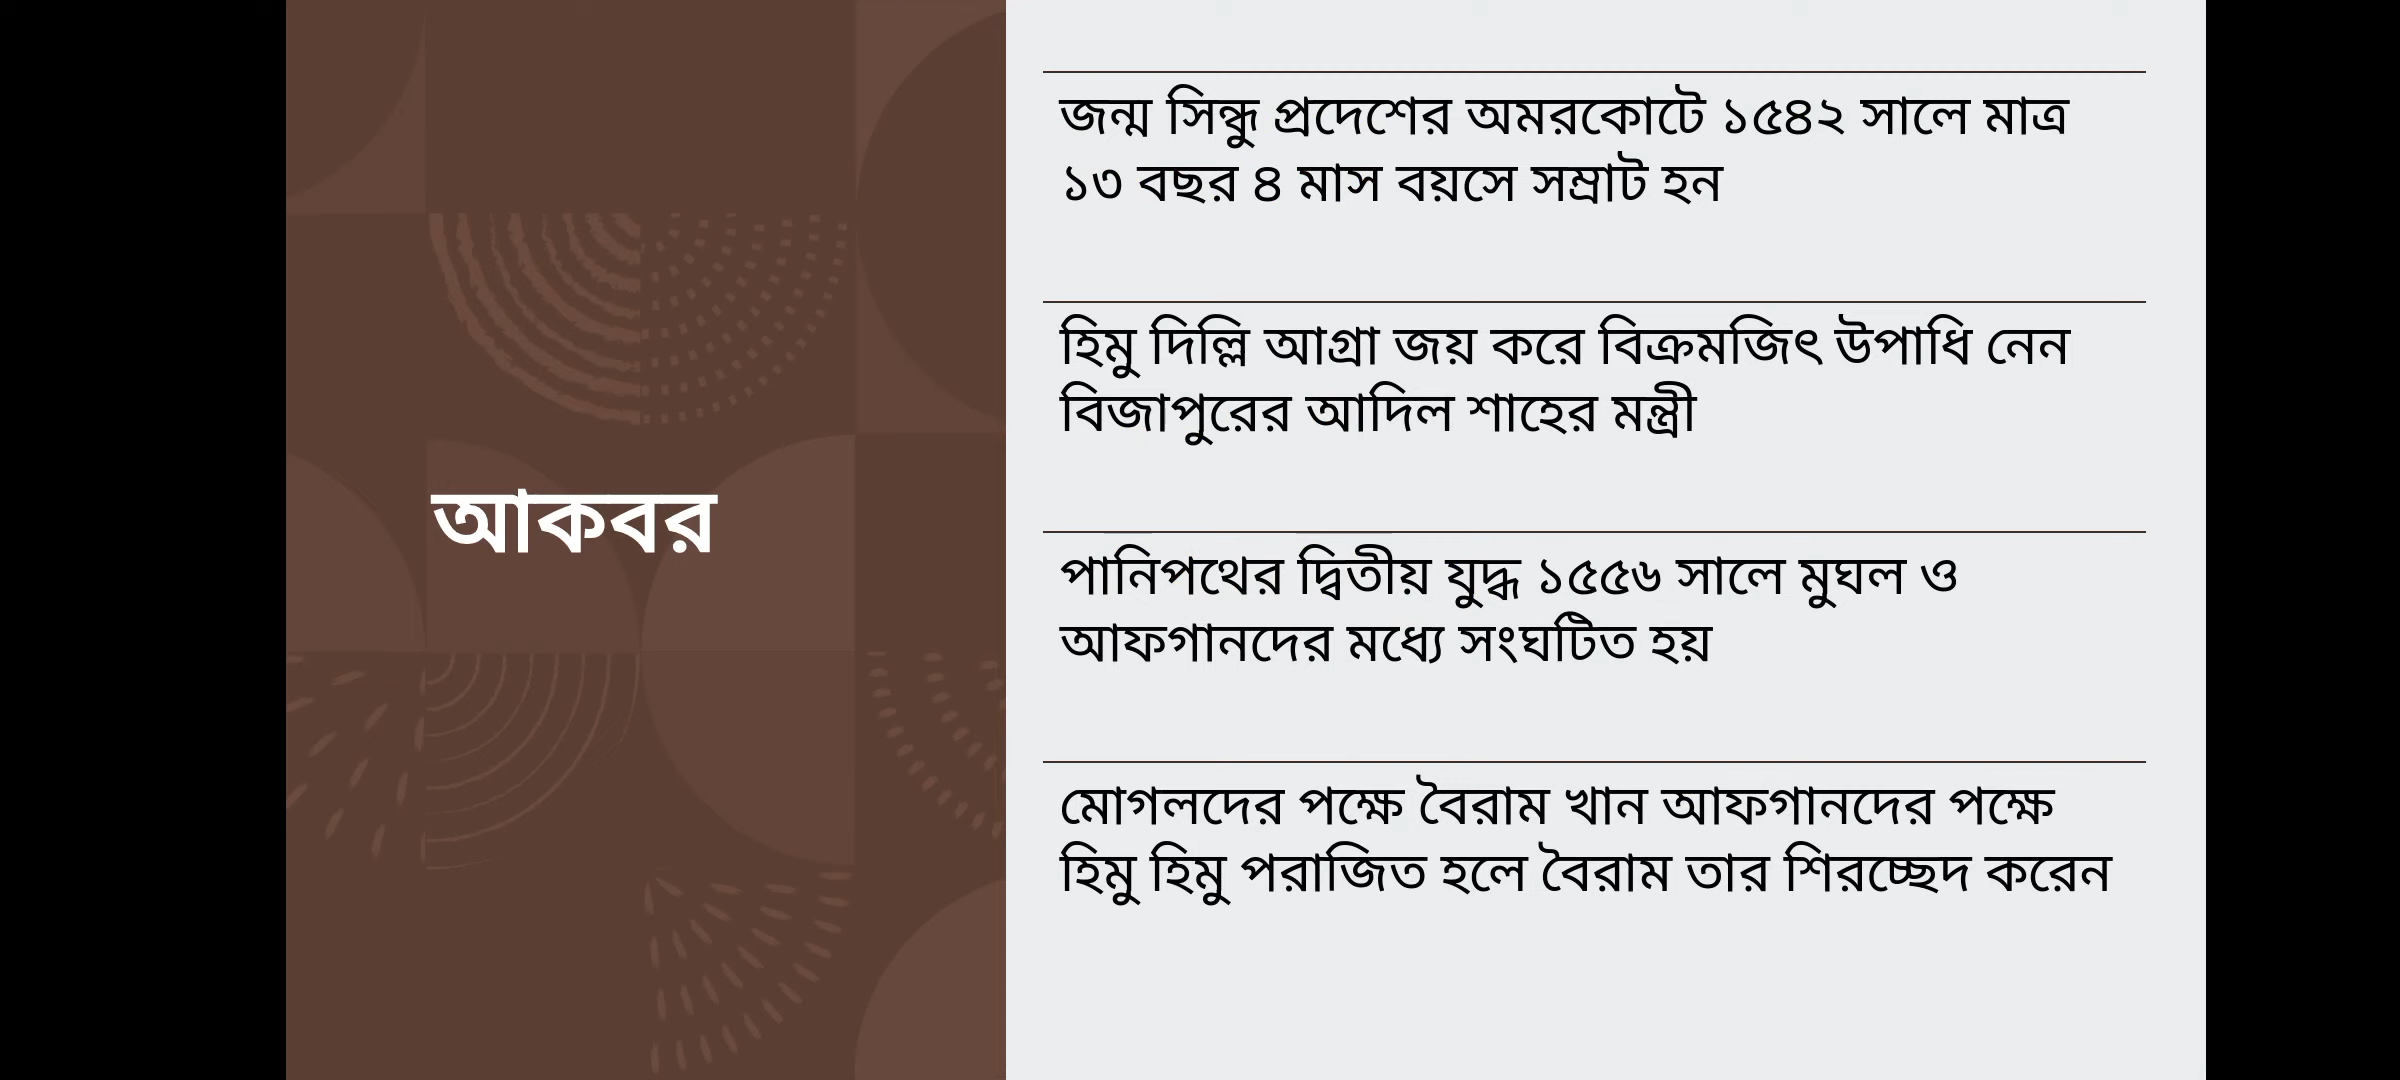 আকবর
জন্ম সিন্ধু প্রদেশের অমরকোটে ১৫৪২ সালে মাত্র
১৩ বছর ৪ মাস বয়সে সম্রাট হন
হিমু দিল্লি আগ্রা জয় করে বিক্রমজিৎ উপাধি নেন
বিজাপুরের আদিল শাহের মন্ত্রী
পানিপথের দ্বিতীয় যুদ্ধ ১৫৫৬ সালে মুঘল ও
আফগানদের মধ্যে সংঘটিত হয়
মোগলদের পক্ষে বৈরাম খান আফগানদের পক্ষে
হিমু হিমু পরাজিত হলে বৈরাম তার শিরচ্ছেদ করেন